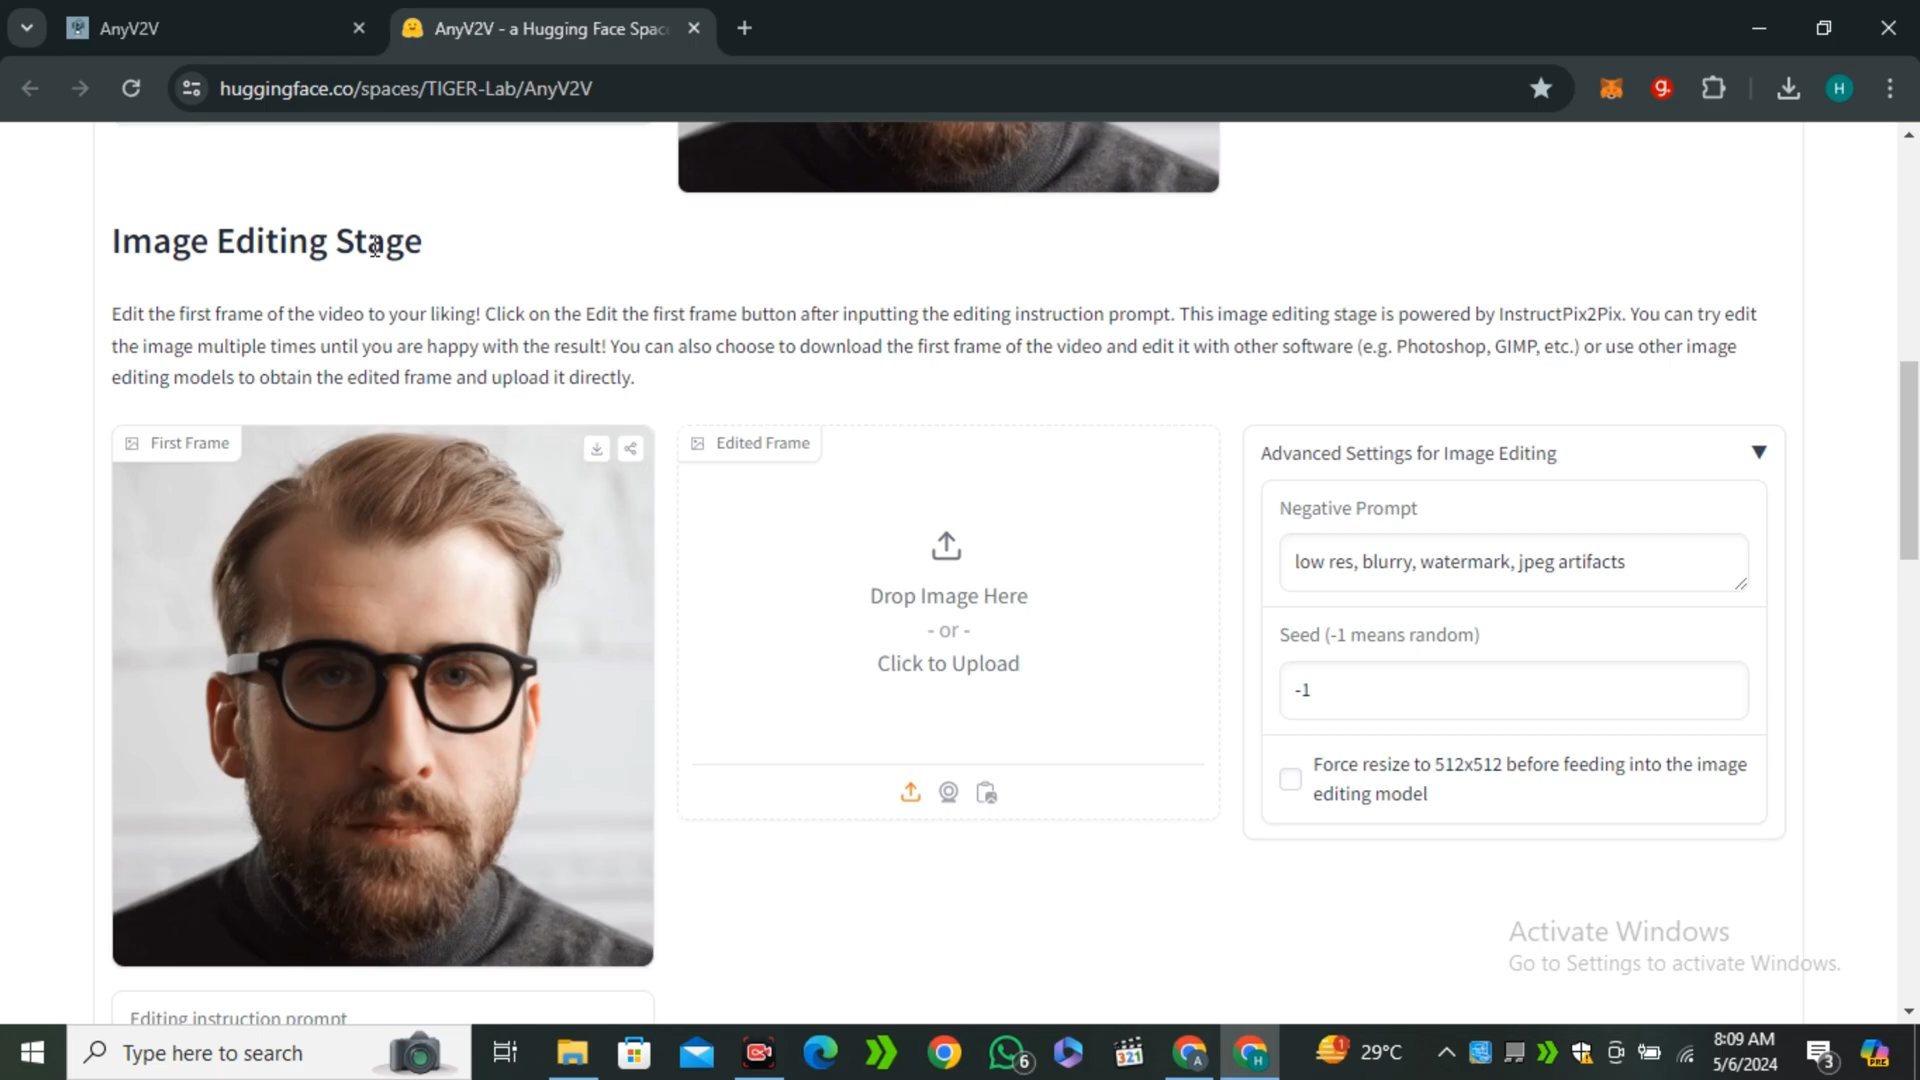 AnyV2V
AnyV2V - a Hugging Face Spac
huggingface.co/spaces/TIGER-Lab/AnyV2V
g.
H
Image Editing Stage
Edit the first frame of the video to your liking! Click on the Edit the first frame button after inputting the editing instruction prompt. This image editing stage is powered by InstructPix2Pix. You can try edit
the image multiple times until you are happy with the result! You can also choose to download the first frame of the video and edit it with other software (e.g. Photoshop, GIMP, etc.) or use other image
editing models to obtain the edited frame and upload it directly.
First Frame
Edited Frame
Drop Image Here
- or -
Click to Upload
Advanced Settings for Image Editing
Negative Prompt
low res, blurry, watermark, jpeg artifacts
Seed (-1 means random)
-1
Force resize to 512x512 before feeding into the image
editing model
Activate Windows
Go to Settings to activate Windows.
Editing instruction prompt
Type here to search
6
321
A
H
1
29°C
8:09 AM
5/6/2024
3
PRE